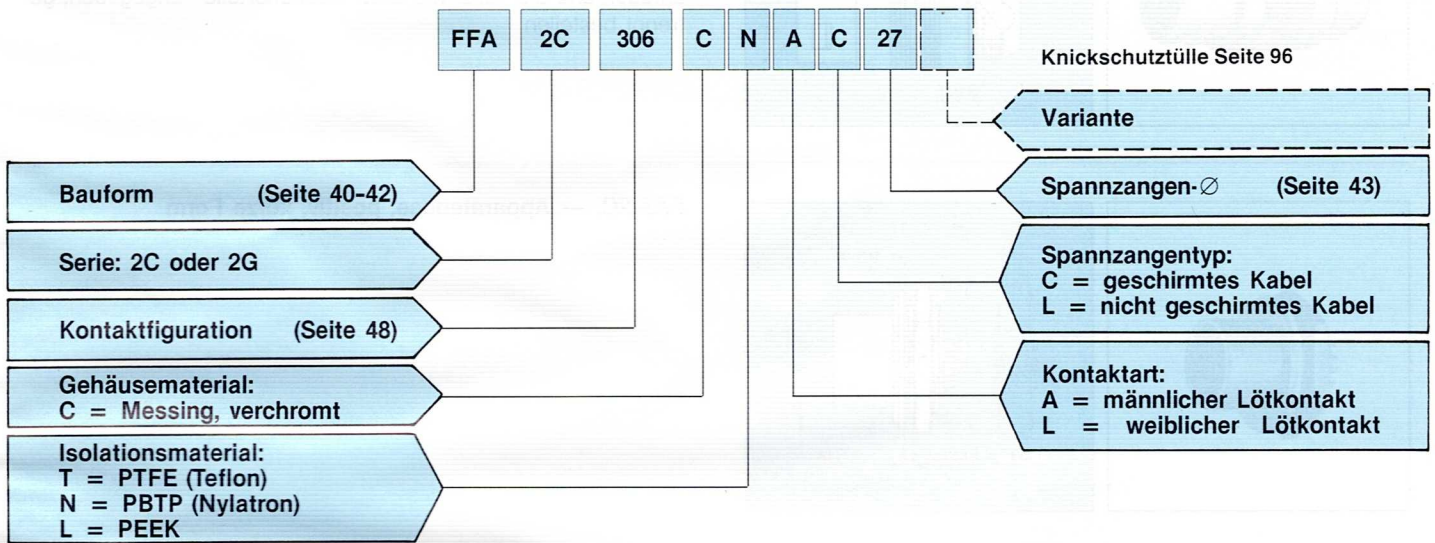 FFA 2C 306 C N A C 27
Knickschutztülle Seite 96
Variante
Bauform (Seite 40-42)
Spannzangen-∅ (Seite 43)
Serie: 2C oder 2G
Spannzangentyp:
C = geschirmtes Kabel
L = nicht geschirmtes Kabel
Kontaktfiguration (Seite 48)
Gehäusematerial:
C = Messing, verchromt
Kontaktart:
A = männlicher Lötkontakt
L = weiblicher Lötkontakt
Isolationsmaterial:
T = PTFE (Teflon)
N = PBTP (Nylatron)
L = PEEK